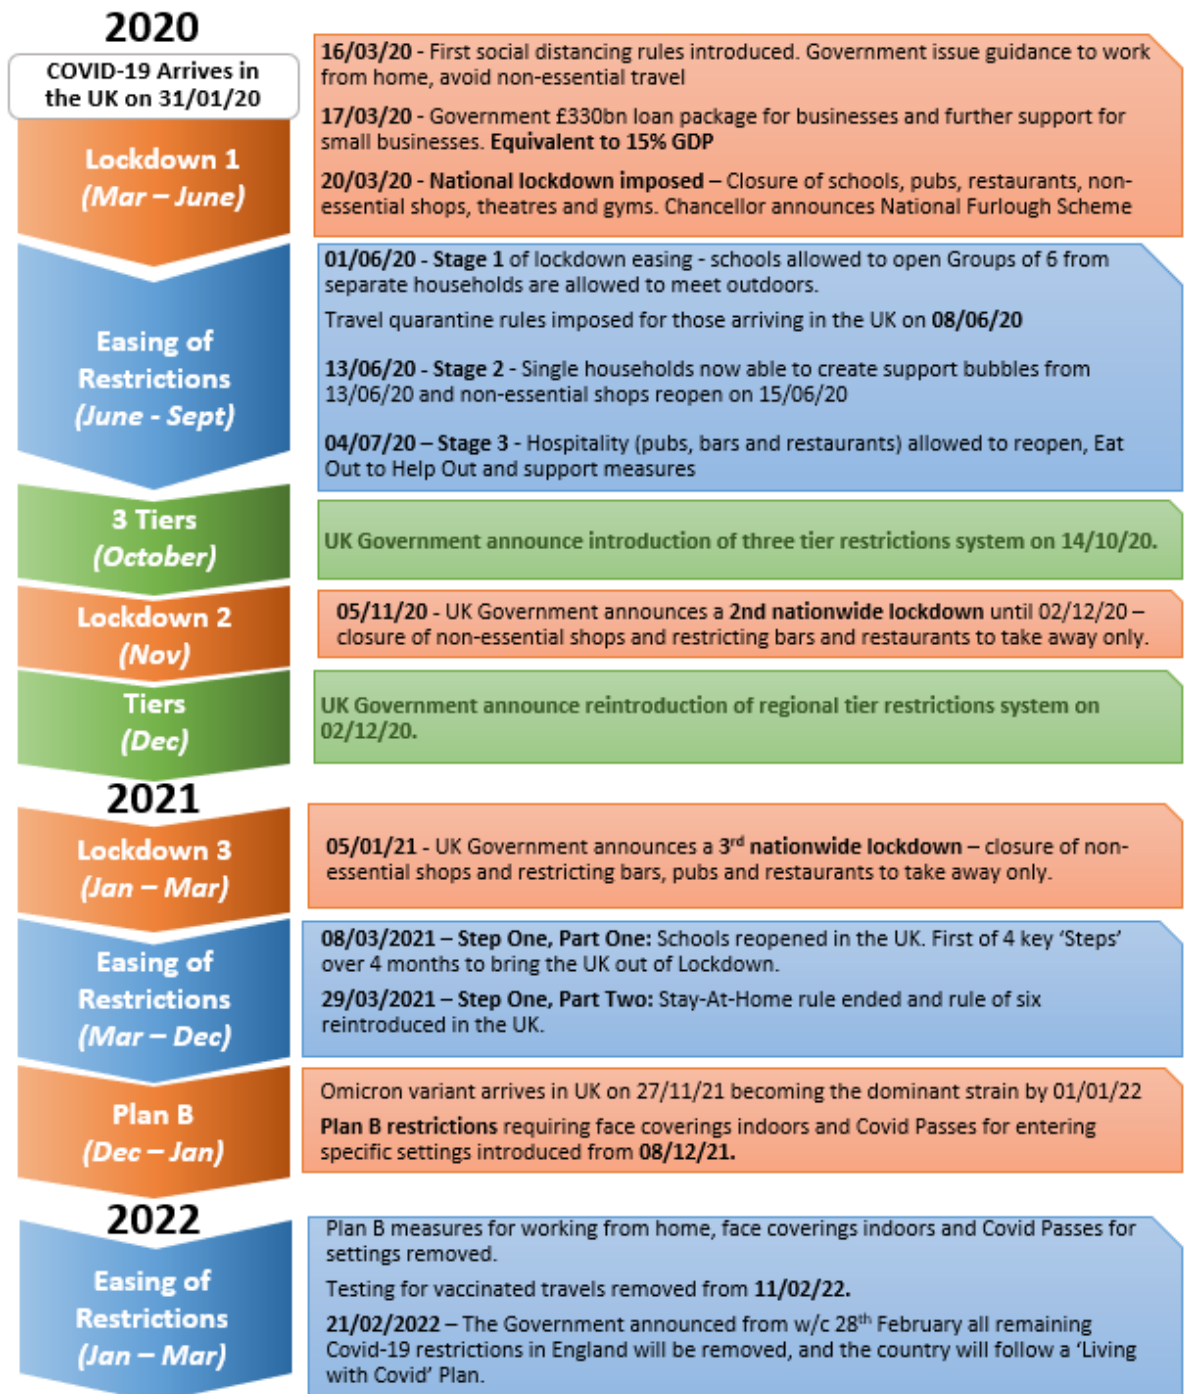 2020
COVID-19 Arrives in
the UK on 31/01/20
Lockdown 1
(Mar – June)
16/03/20 - First social distancing rules introduced. Government issue guidance to work
from home, avoid non-essential travel
17/03/20 - Government £330bn loan package for businesses and further support for
small businesses. Equivalent to 15% GDP
20/03/20 - National lockdown imposed – Closure of schools, pubs, restaurants, non-
essential shops, theatres and gyms. Chancellor announces National Furlough Scheme
Easing of
Restrictions
(June - Sept)
01/06/20 - Stage 1 of lockdown easing - schools allowed to open Groups of 6 from
separate households are allowed to meet outdoors.
Travel quarantine rules imposed for those arriving in the UK on 08/06/20
13/06/20 - Stage 2 - Single households now able to create support bubbles from
13/06/20 and non-essential shops reopen on 15/06/20
04/07/20 – Stage 3 - Hospitality (pubs, bars and restaurants) allowed to reopen, Eat
Out to Help Out and support measures
3 Tiers
(October)
UK Government announce introduction of three tier restrictions system on 14/10/20.
Lockdown 2
(Nov)
05/11/20 - UK Government announces a 2nd nationwide lockdown until 02/12/20 –
closure of non-essential shops and restricting bars and restaurants to take away only.
Tiers
(Dec)
UK Government announce reintroduction of regional tier restrictions system on
02/12/20.
2021
Lockdown 3
(Jan – Mar)
05/01/21 - UK Government announces a 3rd nationwide lockdown – closure of non-
essential shops and restricting bars, pubs and restaurants to take away only.
Easing of
Restrictions
(Mar – Dec)
08/03/2021 – Step One, Part One: Schools reopened in the UK. First of 4 key ‘Steps’
over 4 months to bring the UK out of Lockdown.
29/03/2021 – Step One, Part Two: Stay-At-Home rule ended and rule of six
reintroduced in the UK.
Plan B
(Dec – Jan)
Omicron variant arrives in UK on 27/11/21 becoming the dominant strain by 01/01/22
Plan B restrictions requiring face coverings indoors and Covid Passes for entering
specific settings introduced from 08/12/21.
2022
Easing of
Restrictions
(Jan – Mar)
Plan B measures for working from home, face coverings indoors and Covid Passes for
settings removed.
Testing for vaccinated travels removed from 11/02/22.
21/02/2022 – The Government announced from w/c 28th February all remaining
Covid-19 restrictions in England will be removed, and the country will follow a ‘Living
with Covid’ Plan.